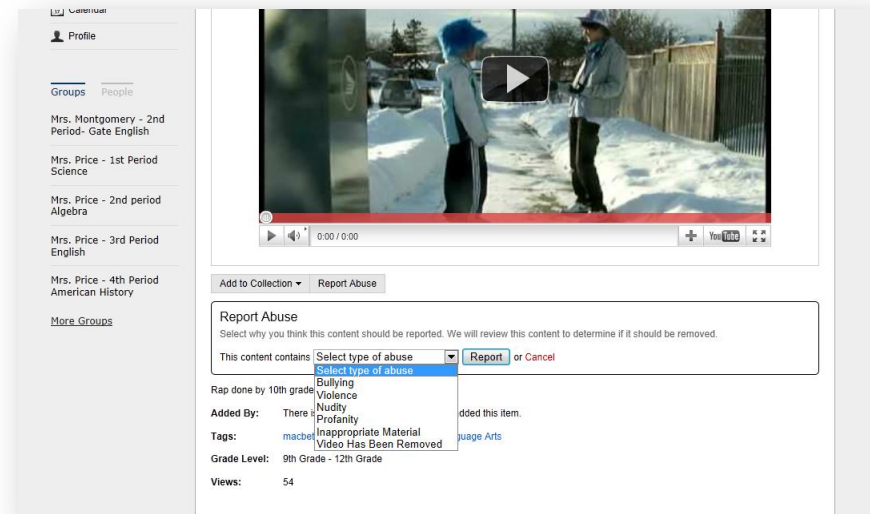 Calendar
Profile
Groups People
Mrs. Montgomery - 2nd
Period- Gate English
Mrs. Price - 1st Period
Science
Mrs. Price - 2nd period
Algebra
Mrs. Price - 3rd Period
English
Mrs. Price - 4th Period
American History
More Groups
0:00 / 0:00
YouTube
Add to Collection Report Abuse
Report Abuse
Select why you think this content should be reported. We will review this content to determine if it should be removed.
This content contains Select type of abuse Report or Cancel
Select type of abuse
Bullying
Violence
Nudity
Profanity
Inappropriate Material
Video Has Been Removed
Rap done by 10th grade
Added By: There added this item.
Tags: Arts
Grade Level: 9th Grade - 12th Grade
Views: 54